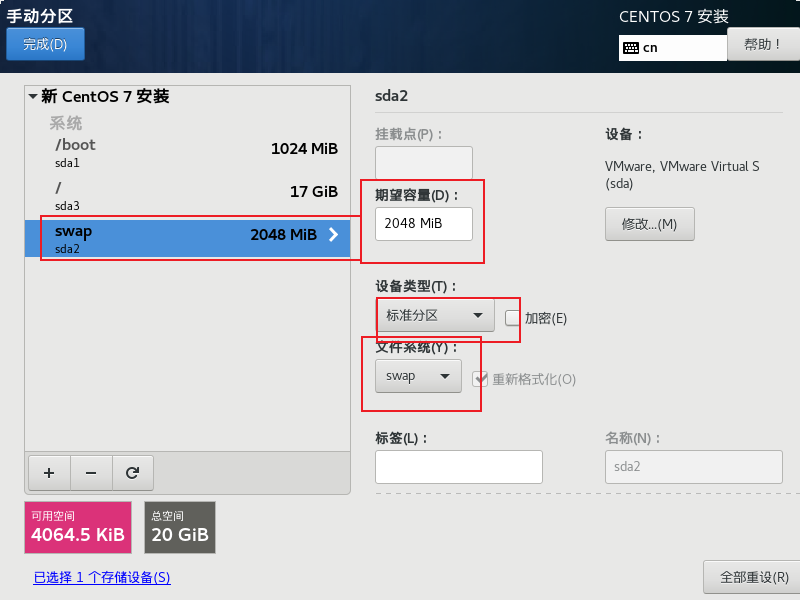 手动分区
CENTOS 7 安装
完成(D)
cn
帮助！
新 CentOS 7 安装
系统
/boot
1024 MiB
sda1
/
17 GiB
sda3
swap
2048 MiB
sda2
+
−
可用空间
4064.5 KiB
总空间
20 GiB
已选择 1 个存储设备(S)
sda2
挂载点(P)：
设备：
VMware, VMware Virtual S
(sda)
期望容量(D)：
2048 MiB
修改...(M)
设备类型(T)：
标准分区
加密(E)
文件系统(Y)：
swap
重新格式化(O)
标签(L)：
名称(N)：
sda2
全部重设(R)